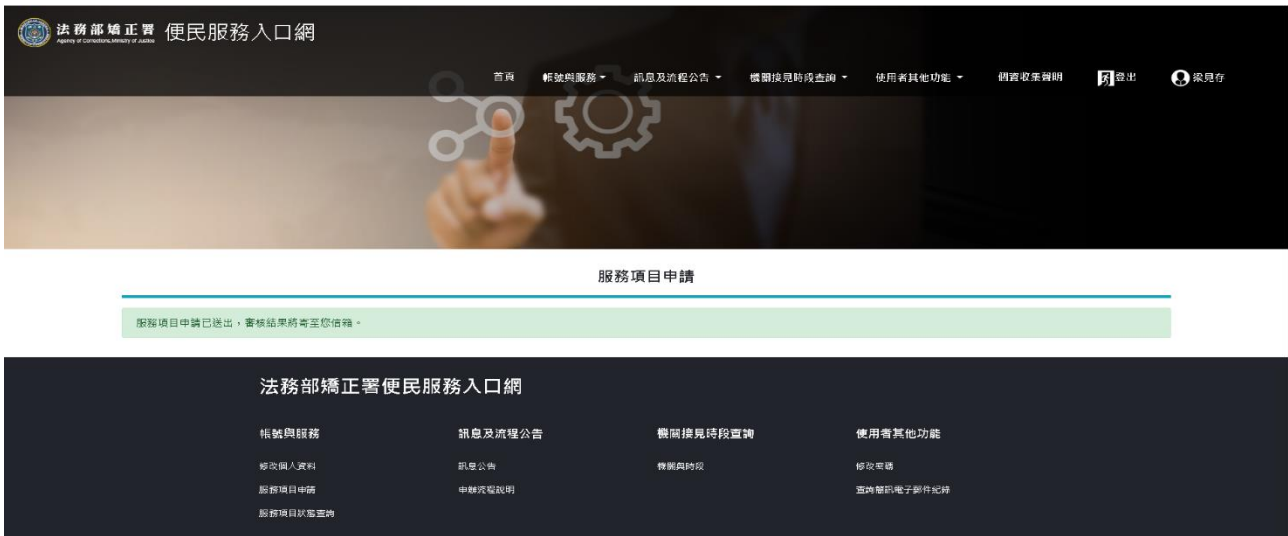 法務部矯正署 便民服務入口網
Agency of Corrections,Ministry of Justice
首頁 帳號與服務 訊息及流程公告 機關接見時段查詢 使用者其他功能 個資收集聲明 登出 梁見存
服務項目申請
服務項目申請已送出，審核結果將寄至您信箱。
法務部矯正署便民服務入口網
帳號與服務 訊息及流程公告 機關接見時段查詢 使用者其他功能
修改個人資料 訊息公告 機關與時段 修改密碼
服務項目申請 申辦流程說明 查詢簡訊電子郵件紀錄
服務項目狀態查詢